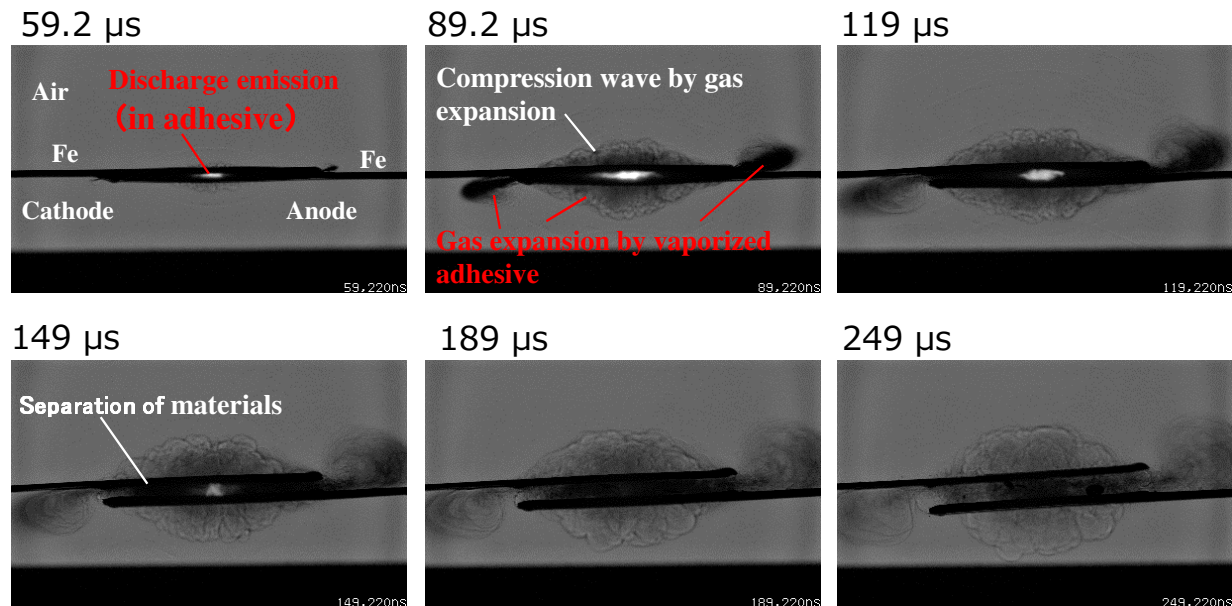 59.2 μs
89.2 μs
119 μs
Air
Discharge emission
（in adhesive）
Fe
Fe
Cathode
Anode
59,220ns
Compression wave by gas
expansion
Gas expansion by vaporized
adhesive
89,220ns
119,220ns
149 μs
189 μs
249 μs
Separation of materials
149,220ns
189,220ns
249,220ns